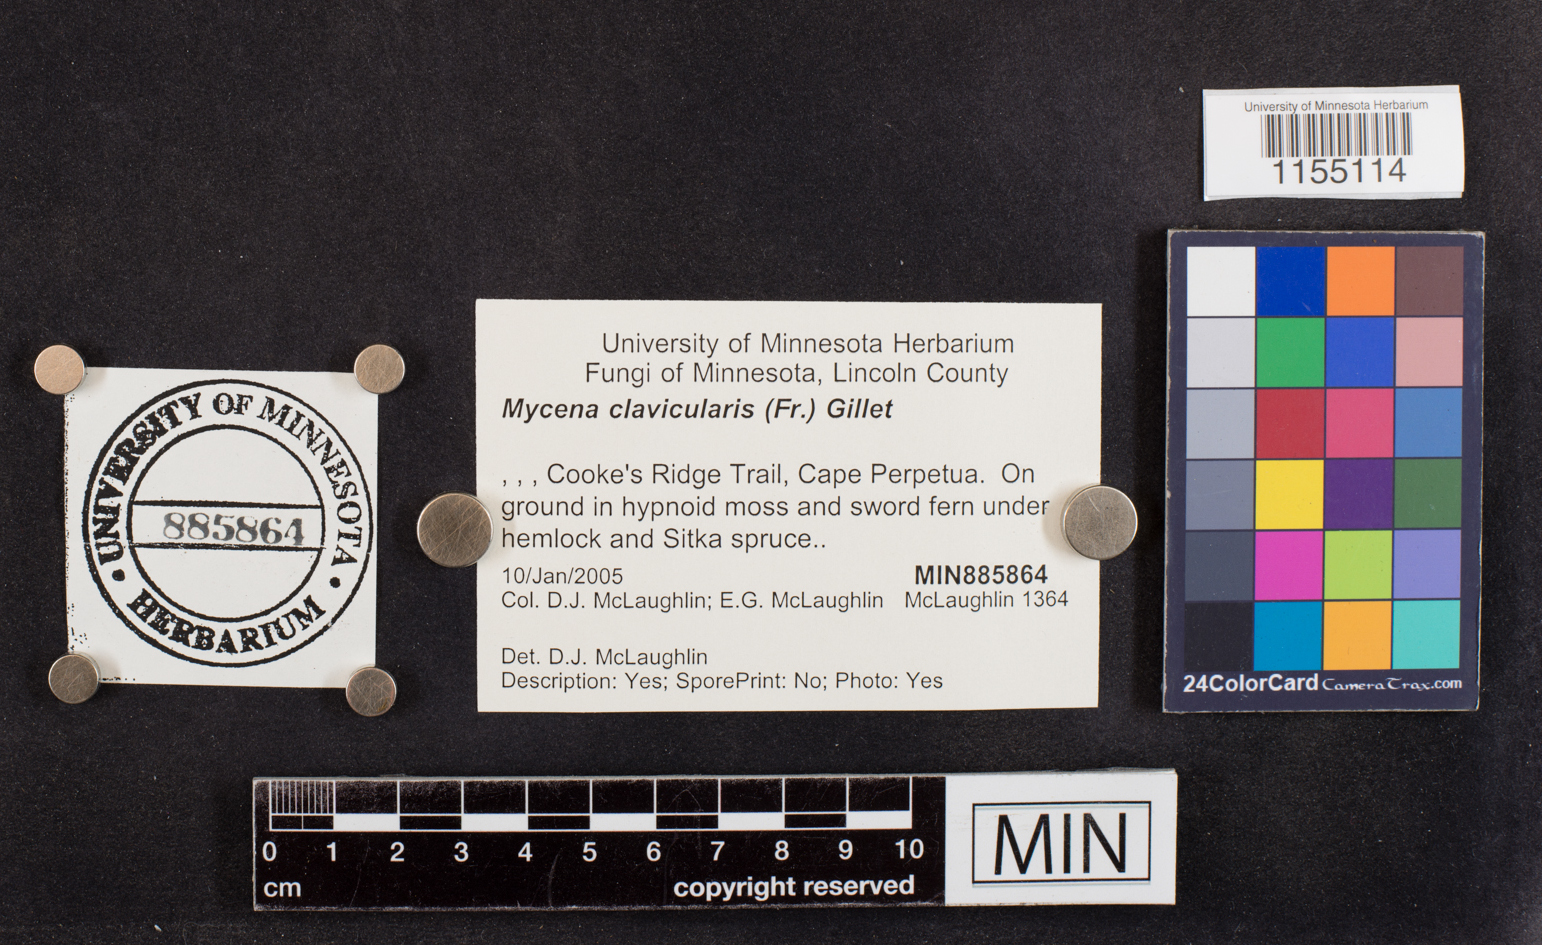 University of Minnesota Herbarium
1155114
UNIVERSITY OF MINNESOTA
885864
• HERBARIUM •
University of Minnesota Herbarium
Fungi of Minnesota, Lincoln County
Mycena clavicularis (Fr.) Gillet
, , , Cooke's Ridge Trail, Cape Perpetua. On
ground in hypnoid moss and sword fern under
hemlock and Sitka spruce..
10/Jan/2005 MIN885864
Col. D.J. McLaughlin; E.G. McLaughlin McLaughlin 1364
Det. D.J. McLaughlin
Description: Yes; SporePrint: No; Photo: Yes
24ColorCard CameraTrax.com
0 1 2 3 4 5 6 7 8 9 10
cm copyright reserved
MIN